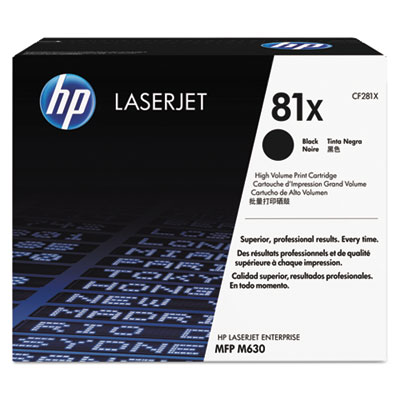 hp
LASERJET
81x
CF281X
Black
Noire
Tinta Negra
黑色
High Volume Print Cartridge
Cartouche d'Impression Grand Volume
Cartucho de Alto Volumen
批量打印硒鼓
Superior, professional results. Every time.
Des résultats professionnels et de qualité
supérieure à chaque impression.
Calidad superior, resultados profesionales.
En todo momento.
HP LASERJET ENTERPRISE
MFP M630